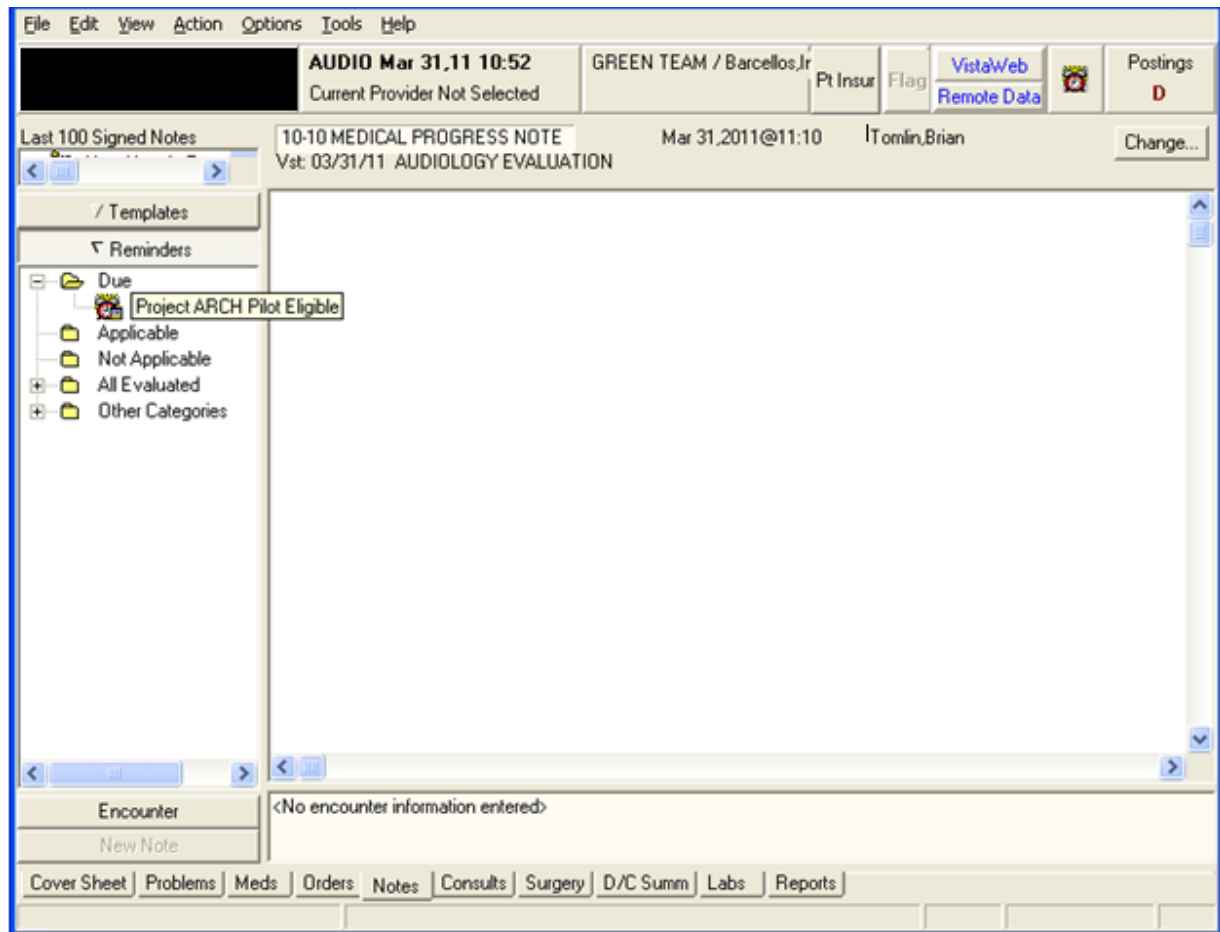 File Edit View Action Options Tools Help
AUDIO Mar 31,11 10:52
Current Provider Not Selected
GREEN TEAM / Barcellos,Ir
Pt Insur
Flag
VistaWeb
Remote Data
Postings
D
Last 100 Signed Notes
10-10 MEDICAL PROGRESS NOTE Mar 31,2011@11:10 Tomlin,Brian
Change...
Vst: 03/31/11 AUDIOLOGY EVALUATION
Templates
Reminders
Due
Project ARCH Pilot Eligible
Applicable
Not Applicable
All Evaluated
Other Categories
Encounter
<No encounter information entered>
New Note
Cover Sheet Problems Meds Orders Notes Consults Surgery D/C Summ Labs Reports